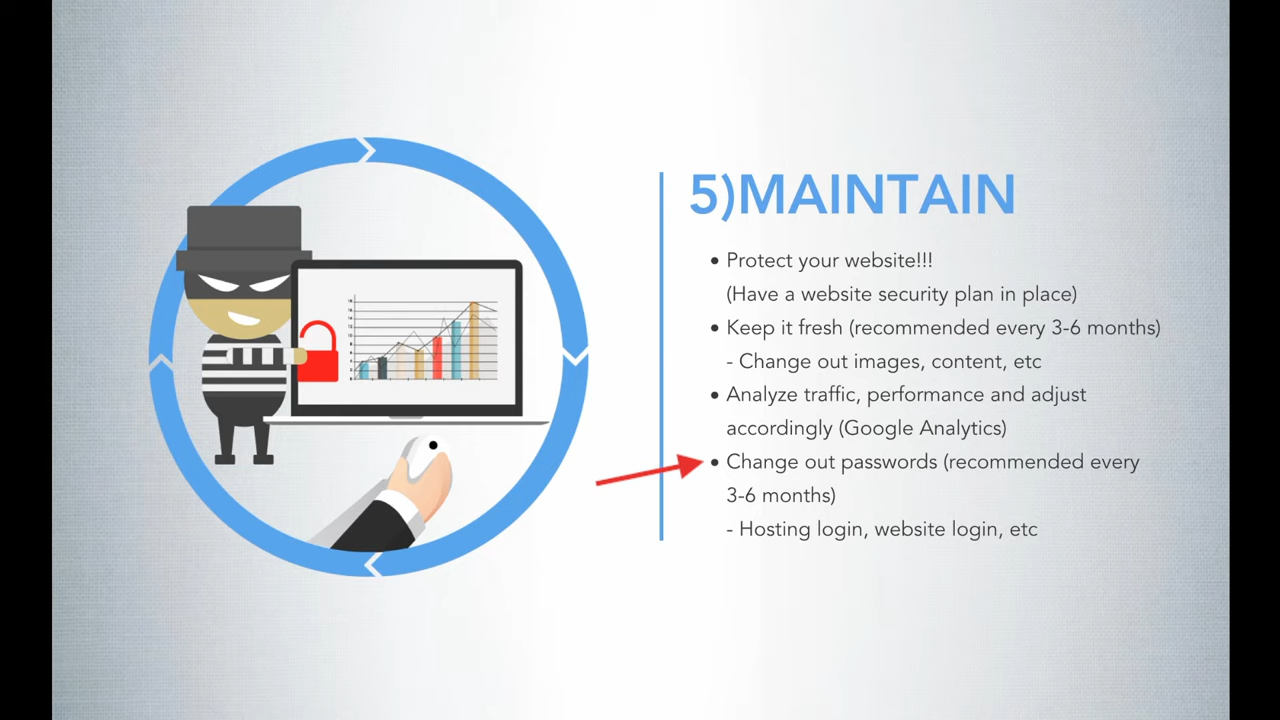 5)MAINTAIN
• Protect your website!!!
(Have a website security plan in place)
• Keep it fresh (recommended every 3-6 months)
- Change out images, content, etc
• Analyze traffic, performance and adjust
accordingly (Google Analytics)
• Change out passwords (recommended every
3-6 months)
- Hosting login, website login, etc